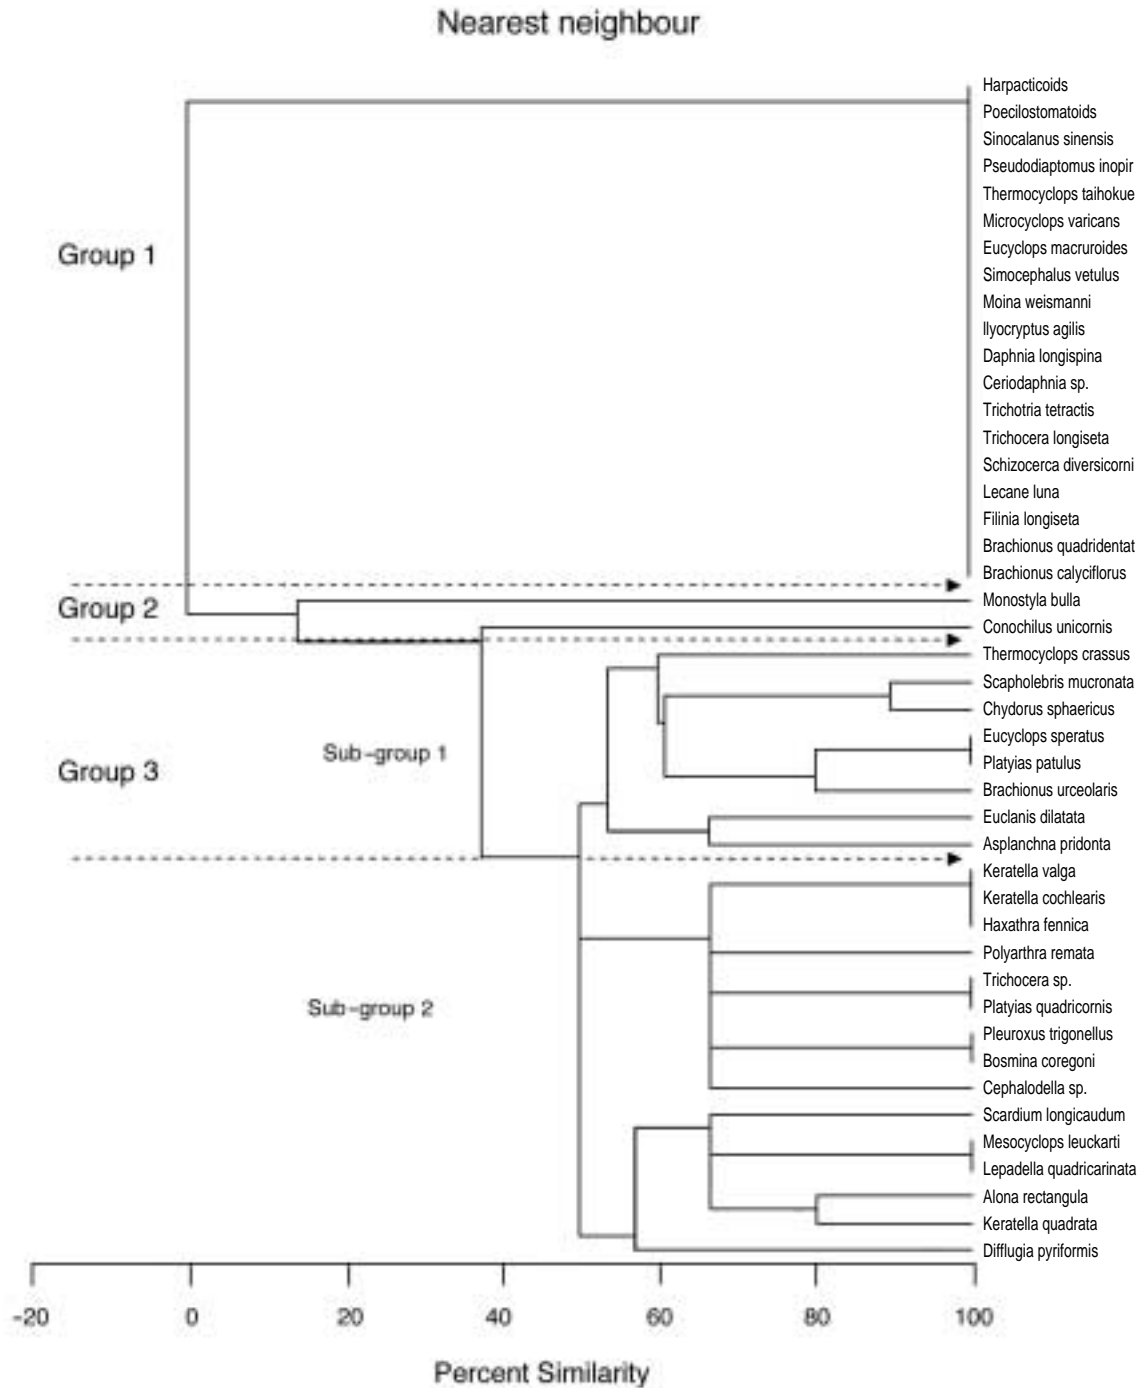 Nearest neighbour
Harpacticoids
Poecilostomatoids
Sinocalanus sinensis
Pseudodiaptomus inopir
Thermocyclops taihokue
Microcyclops varicans
Group 1
Eucyclops macruroides
Simocephalus vetulus
Moina weismanni
Ilyocryptus agilis
Daphnia longispina
Ceriodaphnia sp.
Trichotria tetractis
Trichocera longiseta
Schizocerca diversicorni
Lecane luna
Filinia longiseta
Brachionus quadridentat
Brachionus calyciflorus
Group 2
Monostyla bulla
Conochilus unicornis
Thermocyclops crassus
Scapholebris mucronata
Chydorus sphaericus
Eucyclops speratus
Sub-group 1
Platyias patulus
Group 3
Brachionus urceolaris
Euclanis dilatata
Asplanchna pridonta
Keratella valga
Keratella cochlearis
Haxathra fennica
Polyarthra remata
Trichocera sp.
Platyias quadricornis
Sub-group 2
Pleuroxus trigonellus
Bosmina coregoni
Cephalodella sp.
Scardium longicaudum
Mesocyclops leuckarti
Lepadella quadricarinata
Alona rectangula
Keratella quadrata
Difflugia pyriformis
-20 0 20 40 60 80 100
Percent Similarity